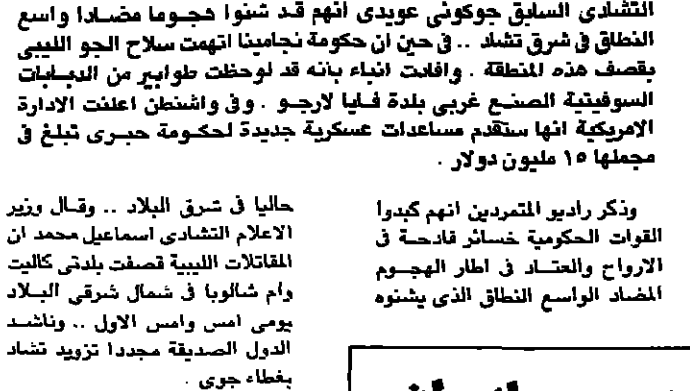 التشادى السابق جوكونى عويدى انهم قد شنوا هجوما مضادا واسع
النطاق فى شرق تشاد .. فى حين ان حكومة نجامينا اتهمت سلاح الجو الليبى
بقصف هذه المنطقة . وافادت انباء بانه قد لوحظت طوابير من الدبابات
السوفيتية الصنع غربى بلدة فايا لارجو . وفى واشنطن اعلنت الادارة
الامريكية انها ستقدم مساعدات عسكرية جديدة لحكومة حبرى تبلغ فى
مجملها ١٥ مليون دولار .
وذكر راديو المتمردين انهم كبدوا
القوات الحكومية خسائر فادحة فى
الارواح والعتاد فى اطار الهجوم
المضاد الواسع النطاق الذى يشنوه
حاليا فى شرق البلاد .. وقال وزير
الاعلام التشادى اسماعيل محمد ان
المقاتلات الليبية قصفت بلدتى كاليت
وام شالوبا فى شمال شرقى البلاد
يومى امس وامس الاول .. وناشد
الدول الصديقة مجددا تزويد تشاد
بغطاء جوى .